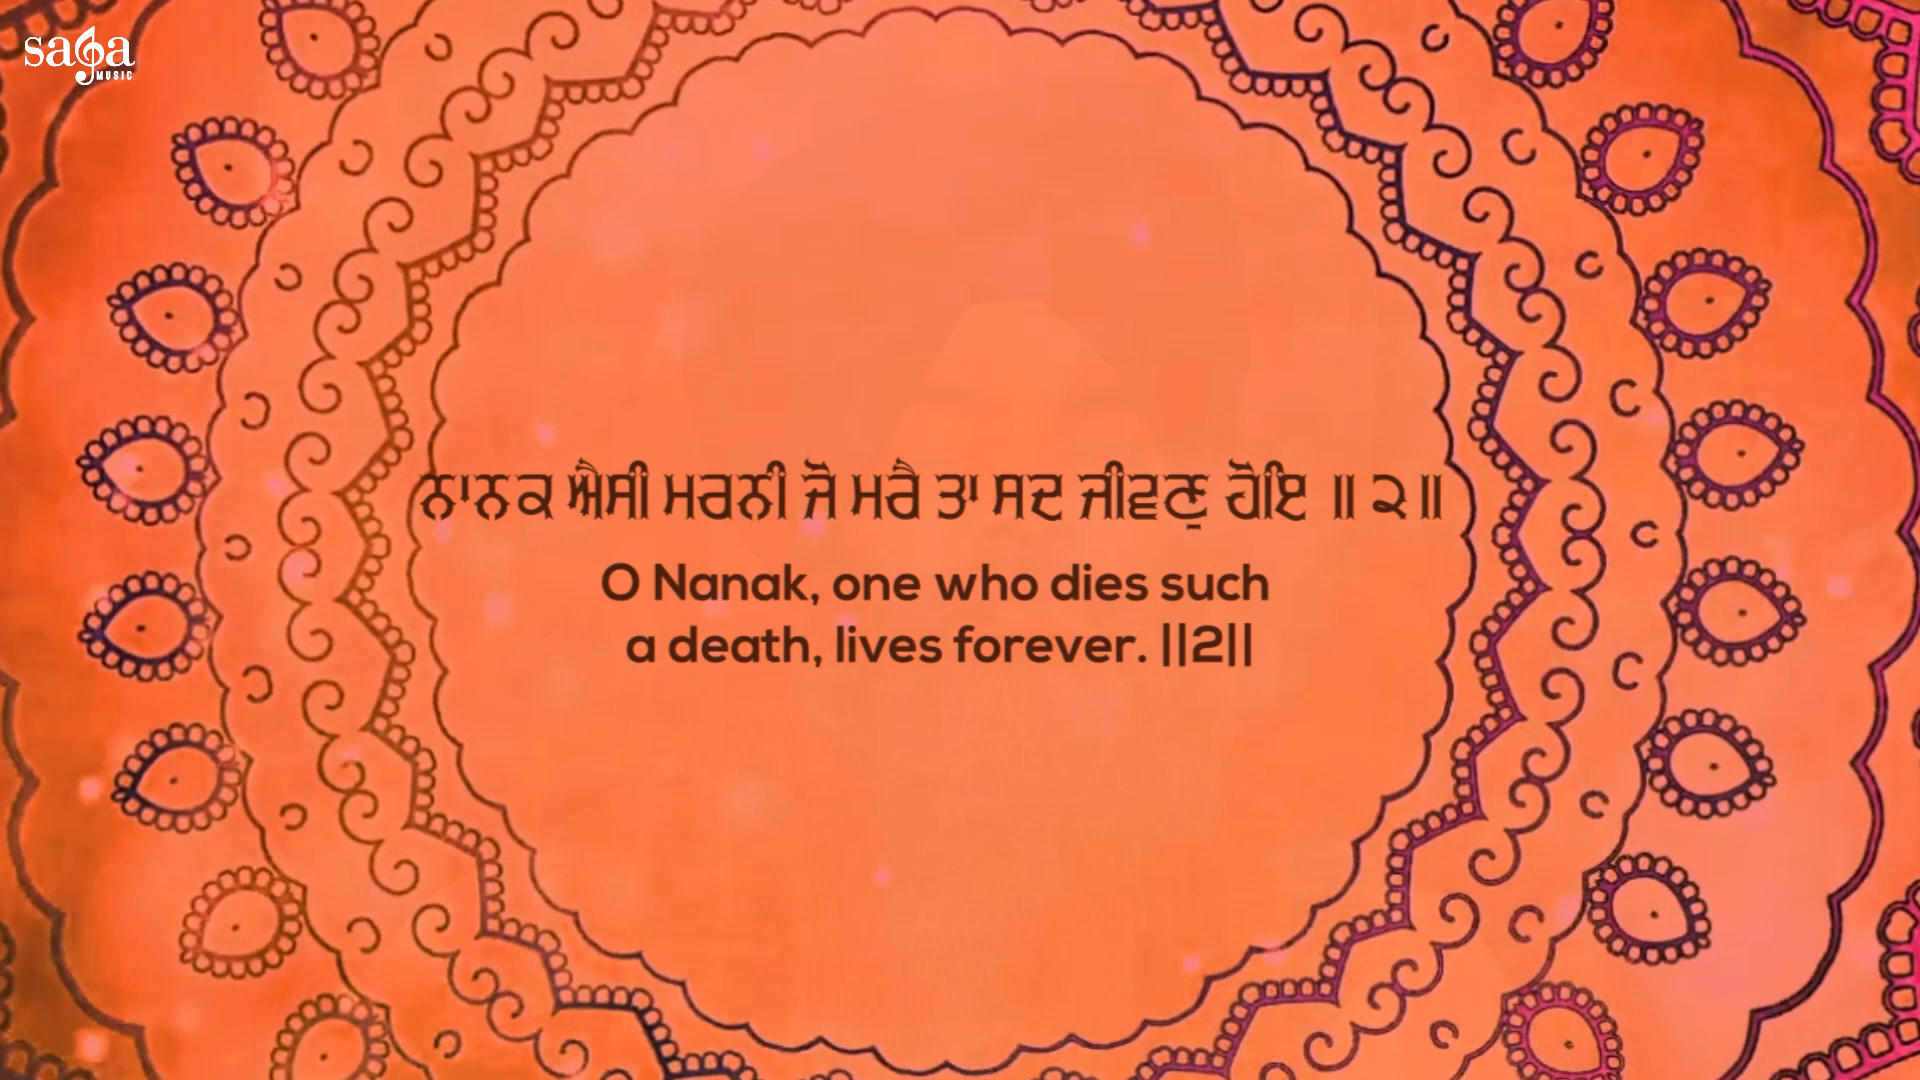 saga
MUSIC
ਨਾਨਕ ਐਸੀ ਮਰਨੀ ਜੋ ਮਰੈ ਤਾ ਸਦ ਜੀਵਣੁ ਹੋਇ ॥੨॥
O Nanak, one who dies such
a death, lives forever. ||2||